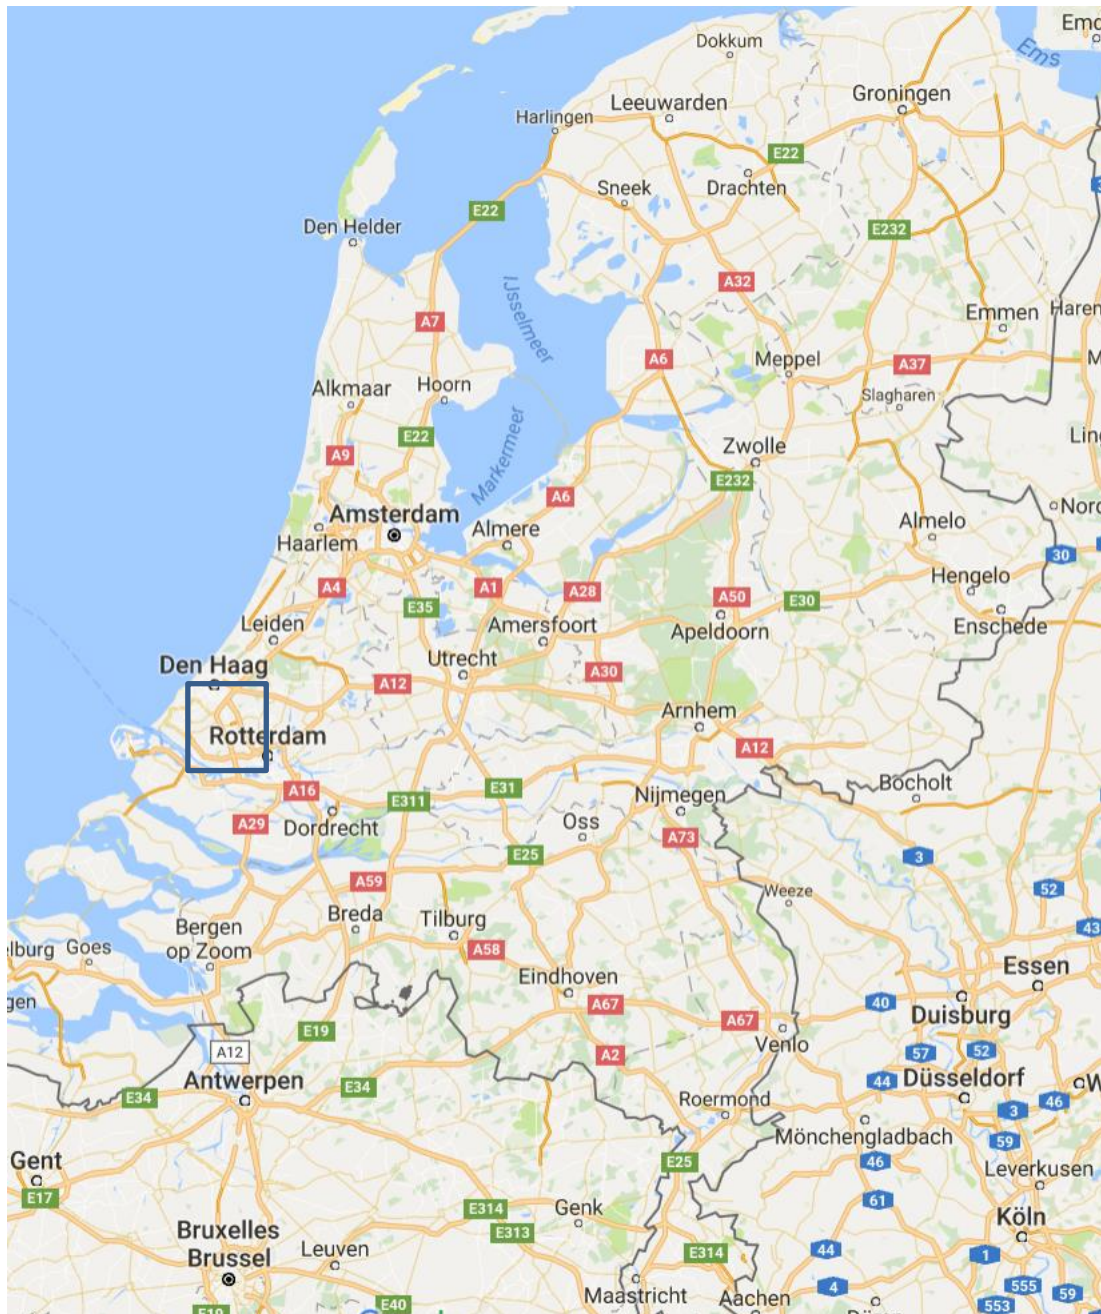 Emd
Dokkum
Ems
Groningen
Leeuwarden
Harlingen
E22
Sneek
Drachten
E22
Den Helder
E232
A32
IJsselmeer
A7
Emmen
Haren
A6
Meppel
A37
Alkmaar
Hoorn
Slagharen
E22
Zwolle
Ling
A9
Markermeer
E232
A6
Nord
Amsterdam
Almere
Almelo
Haarlem
30
A4
A1
A28
A50
E30
Hengelo
E35
Leiden
Amersfoort
Apeldoorn
Enschede
Den Haag
Utrecht
A12
A30
Rotterdam
Arnhem
A12
Bocholt
A16
E311
E31
Nijmegen
A29
Dordrecht
Oss
A73
E25
3
A59
52
Breda
Tilburg
Weeze
Bergen
op Zoom
43
elburg
Goes
A58
Essen
Eindhoven
gen
A67
A67
40
Duisburg
E19
Venlo
A12
A2
57
52
Antwerpen
E34
E34
44
Düsseldorf
46
W
Roermond
3
Mönchengladbach
59
Gent
E25
46
Leverkusen
E17
61
E314
Genk
Köln
Bruxelles
Brussel
Leuven
E313
E314
44
1
Maastricht
Aachen
4
555
59
E40
553
E19